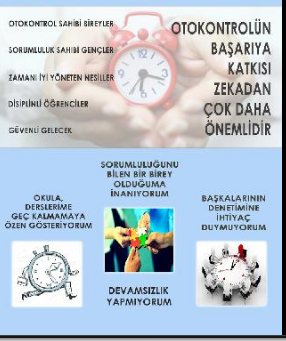 OTOKONTROL SAHİBİ BİREYLER
SORUMLULUK SAHİBİ GENÇLER
ZAMANI İYİ YÖNETEN NESİLLER
DİSİPLİNLİ ÖĞRENCİLER
GÜVENLİ GELECEK
OTOKONTROLÜN
BAŞARIYA
KATKISI
ZEKADAN
ÇOK DAHA
ÖNEMLİDİR
OKULA,
DERSLERİME
GEÇ KALMAMAYA
ÖZEN GÖSTERİYORUM
SORUMLULUĞUNU
BİLEN BİR BİREY
OLDUĞUMA
İNANIYORUM
DEVAMSIZLIK
YAPMIYORUM
BAŞKALARININ
DENETİMİNE
İHTİYAÇ
DUYMUYORUM